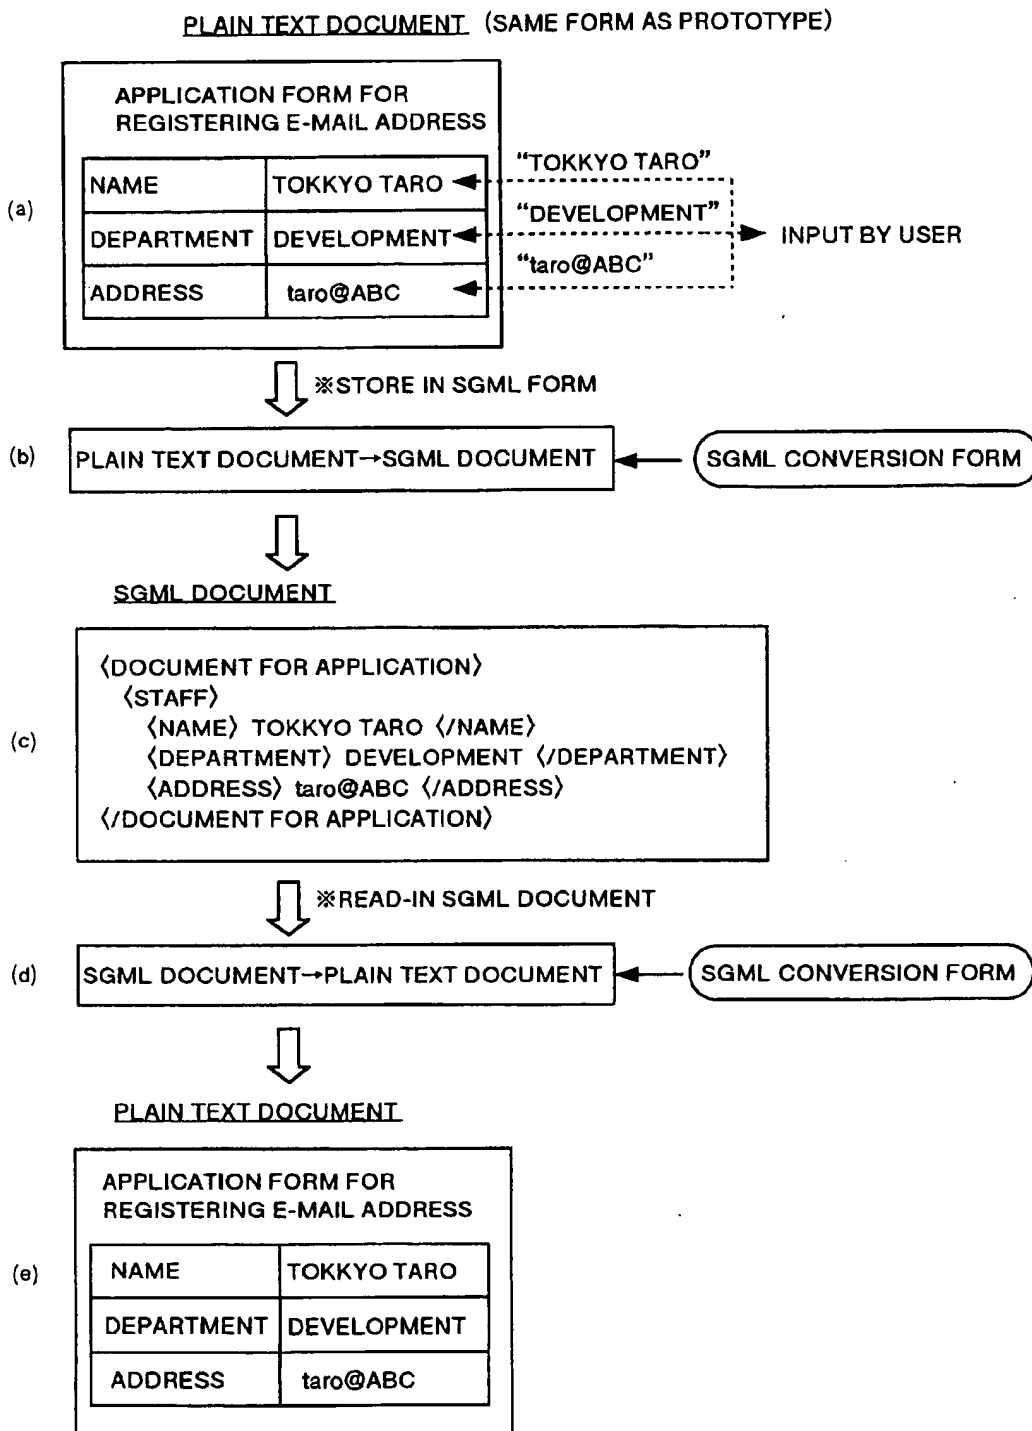 PLAIN TEXT DOCUMENT (SAME FORM AS PROTOTYPE)
APPLICATION FORM FOR
REGISTERING E-MAIL ADDRESS
(a)
NAME TOKKYO TARO "TOKKYO TARO"
DEPARTMENT DEVELOPMENT "DEVELOPMENT" INPUT BY USER
ADDRESS taro@ABC "taro@ABC"
※STORE IN SGML FORM
(b) PLAIN TEXT DOCUMENT→SGML DOCUMENT SGML CONVERSION FORM
SGML DOCUMENT
(c)
〈DOCUMENT FOR APPLICATION〉
〈STAFF〉
〈NAME〉 TOKKYO TARO 〈/NAME〉
〈DEPARTMENT〉 DEVELOPMENT 〈/DEPARTMENT〉
〈ADDRESS〉 taro@ABC 〈/ADDRESS〉
〈/DOCUMENT FOR APPLICATION〉
※READ-IN SGML DOCUMENT
(d) SGML DOCUMENT→PLAIN TEXT DOCUMENT SGML CONVERSION FORM
PLAIN TEXT DOCUMENT
APPLICATION FORM FOR
REGISTERING E-MAIL ADDRESS
(e)
NAME TOKKYO TARO
DEPARTMENT DEVELOPMENT
ADDRESS taro@ABC